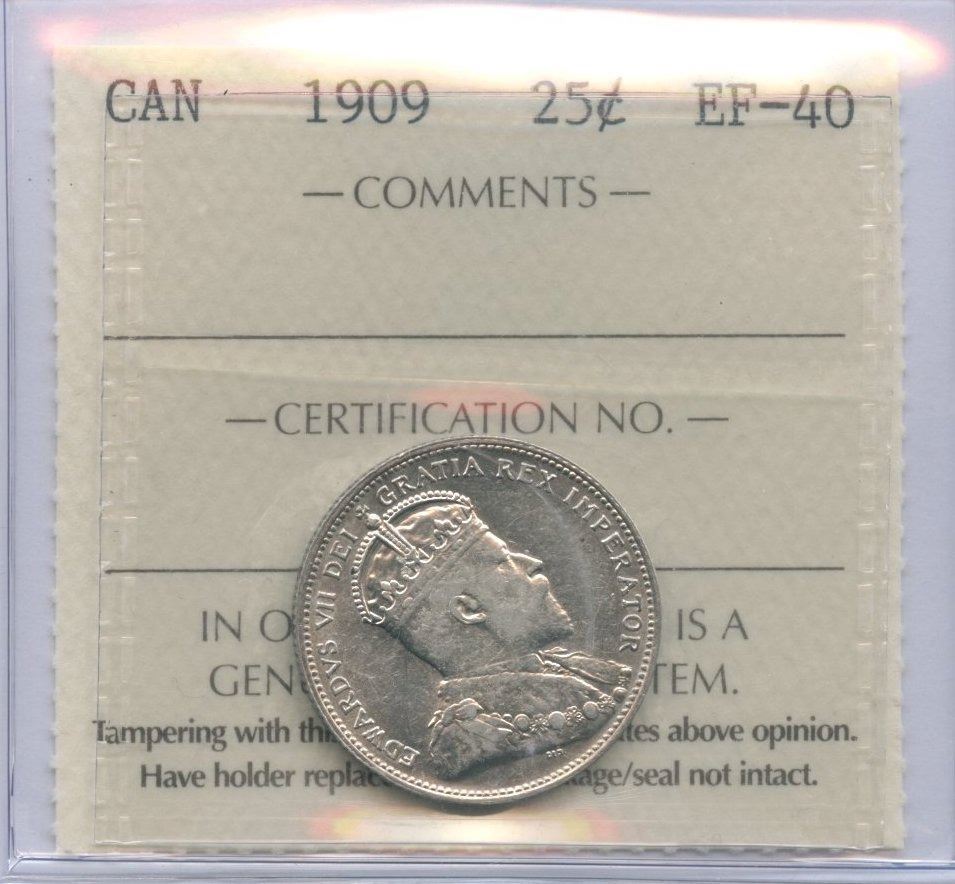 CAN 1909 25¢ EF-40
— COMMENTS —
— CERTIFICATION NO. —
EDWARDVS VII DEI GRATIA REX IMPERATOR
IN O IS A
GEN TEM.
Tampering with thi tes above opinion.
Have holder replac age/seal not intact.